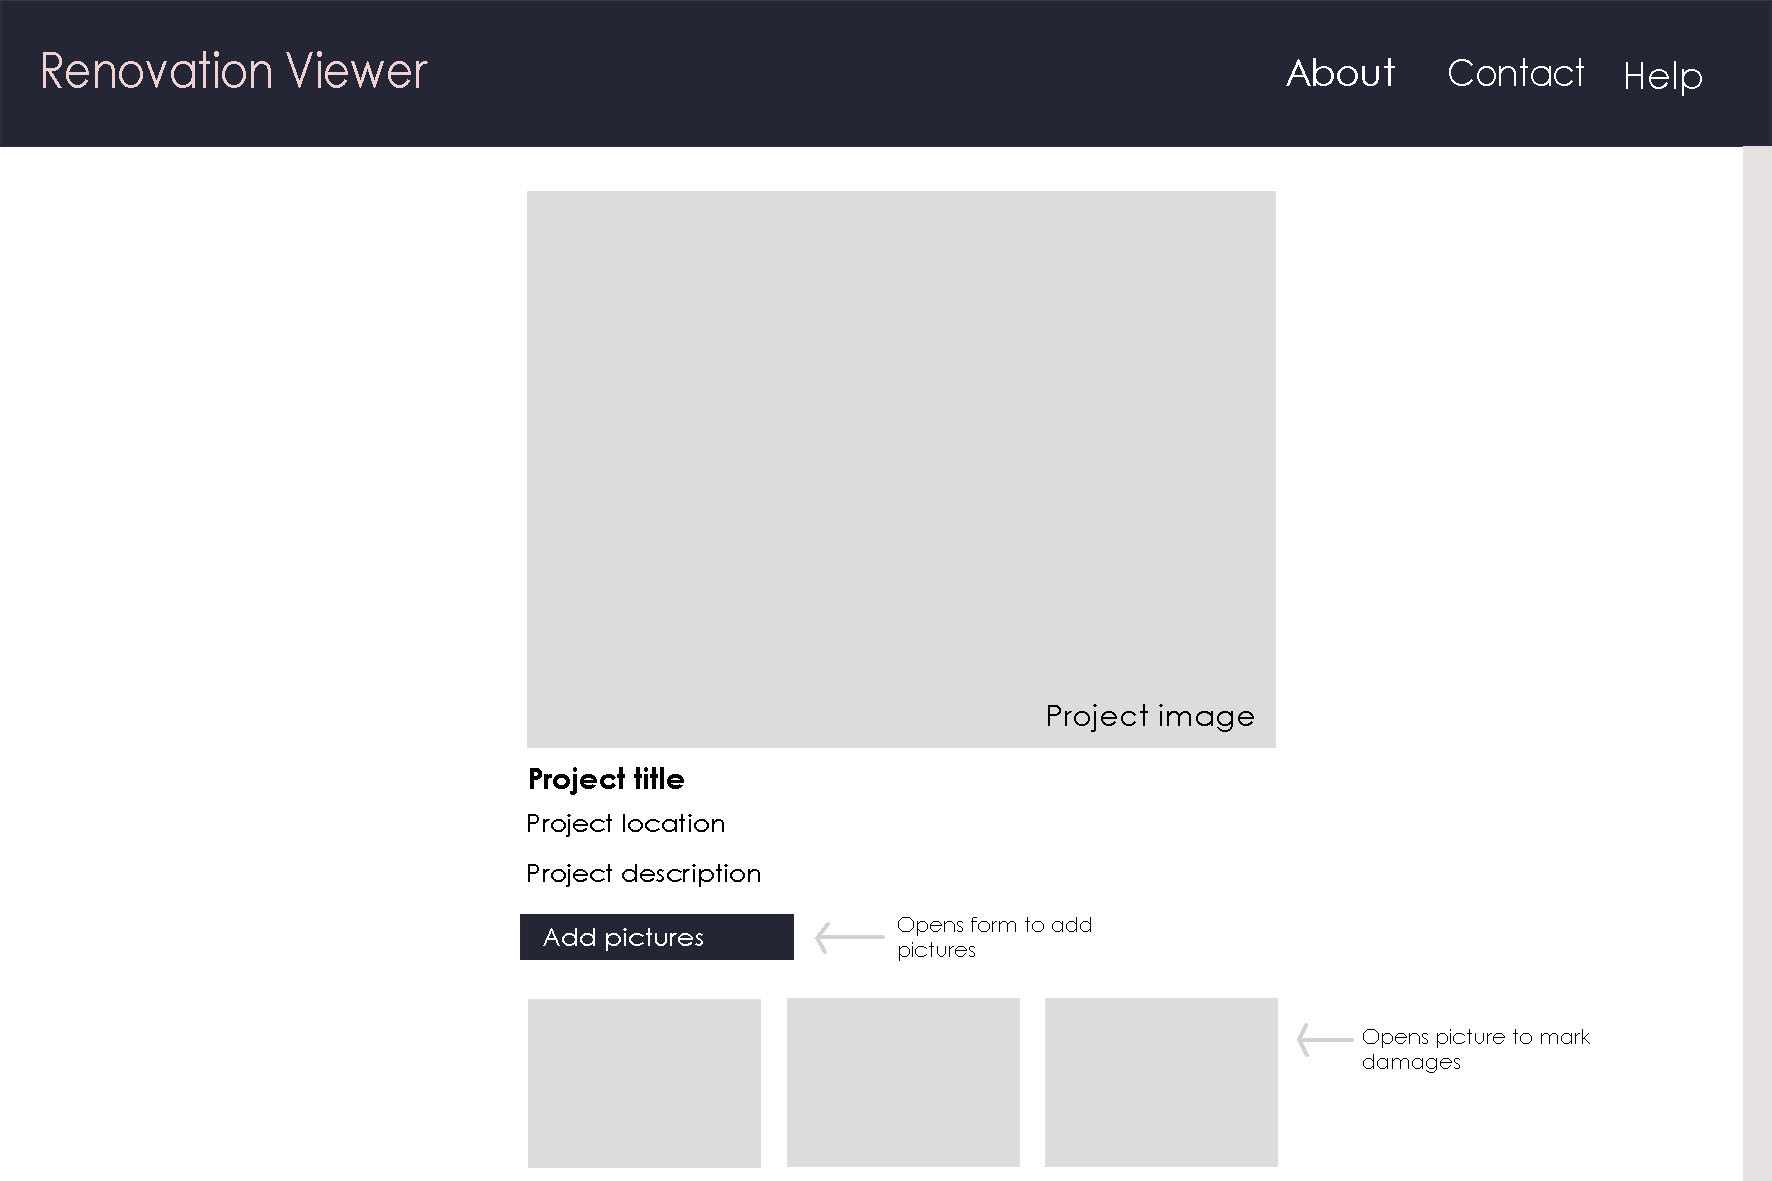 Renovation Viewer
About Contact Help
Project image
Project title
Project location
Project description
Add pictures
Opens form to add
pictures
Opens picture to mark
damages